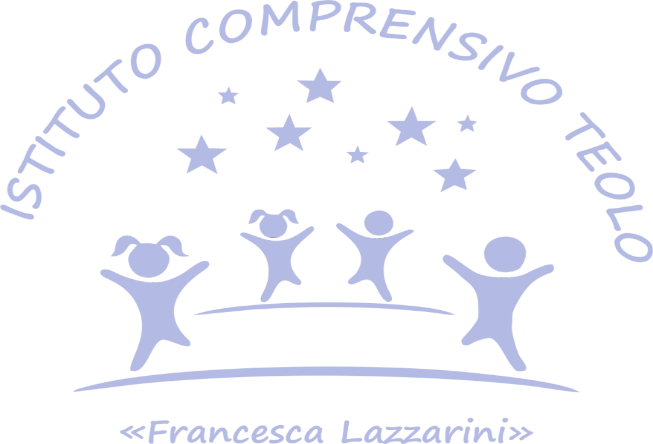 ISTITUTO COMPRENSIVO TEOLO
«Francesca Lazzarini»